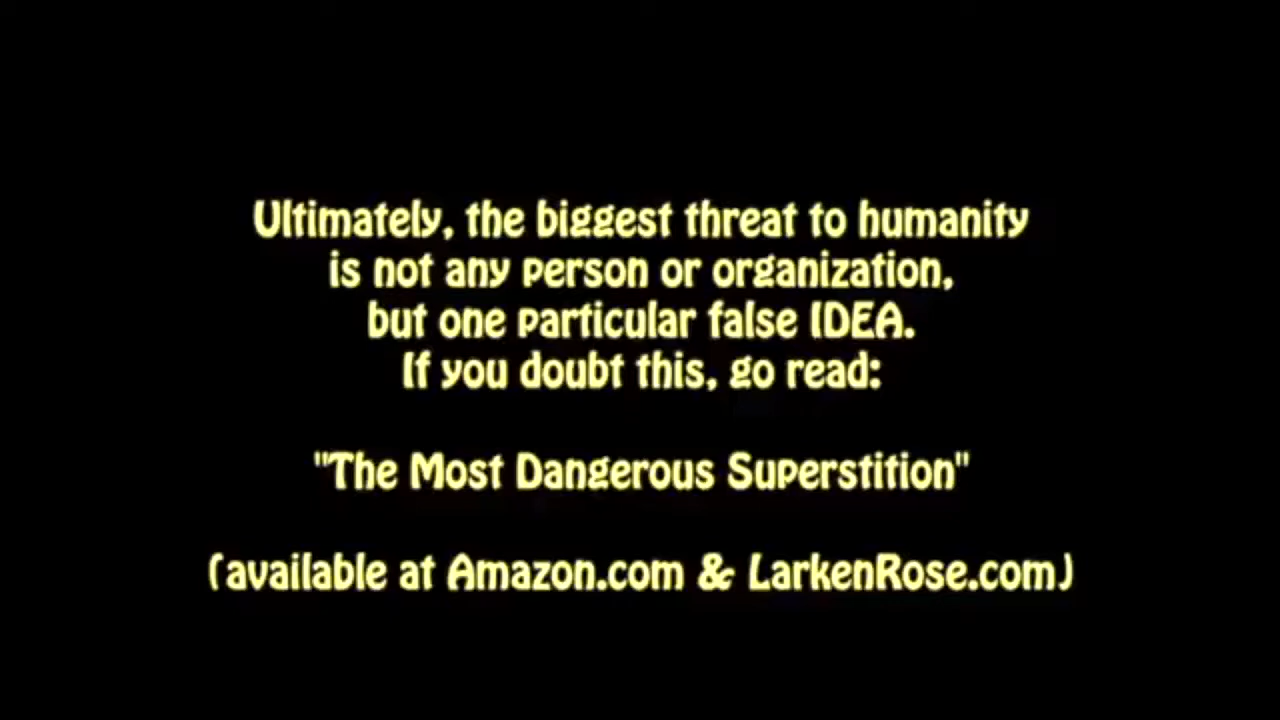 Ultimately, the biggest threat to humanity
is not any person or organization,
but one particular false IDEA.
If you doubt this, go read:
"The Most Dangerous Superstition"
(available at Amazon.com & LarkenRose.com)